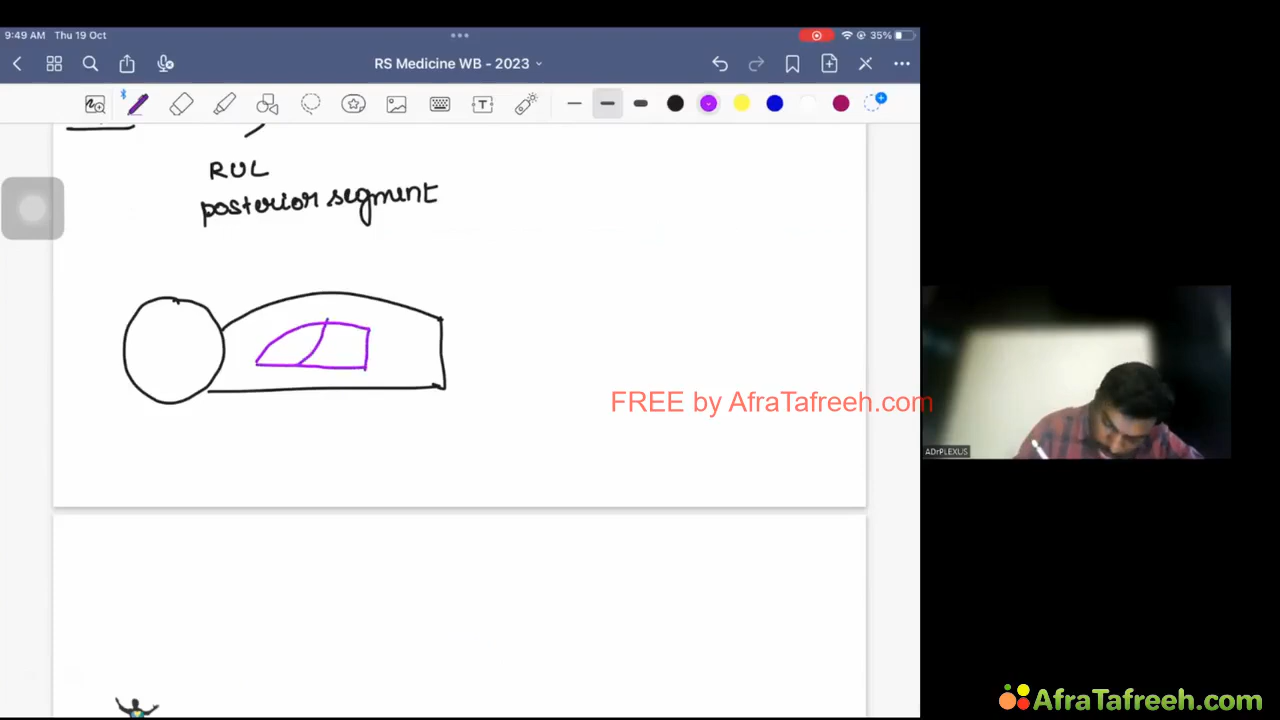 9:49 AM Thu 19 Oct
35%
RS Medicine WB - 2023
T
RUL
posterior segment
FREE by AfraTafreeh.com
ADrPLEXUS
AfraTafreeh.com